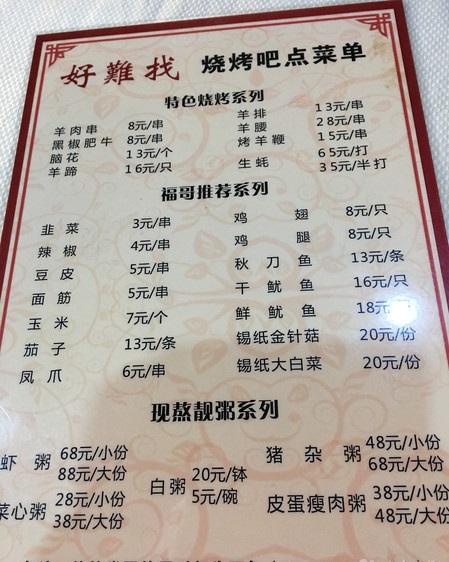 好難找 烧烤吧点菜单
特色烧烤系列
羊肉串 8元/串
黑椒肥牛 8元/串
脑花 13元/个
羊蹄 16元/只
羊排 13元/串
羊腰 28元/串
烤羊鞭 15元/串
生蚝 65元/打
35元/半打
福哥推荐系列
韭菜 3元/串
辣椒 4元/串
豆皮 5元/串
面筋 5元/串
玉米 7元/个
茄子 13元/条
凤爪 6元/串
鸡翅 8元/只
鸡腿 8元/只
秋刀鱼 13元/条
干鱿鱼 16元/只
鲜鱿鱼 18元
锡纸金针菇 20元/份
锡纸大白菜 20元/份
现熬靓粥系列
虾粥 68元/小份
88元/大份
菜心粥 28元/小份
38元/大份
白粥 20元/钵
5元/碗
猪杂粥 48元/小份
68元/大份
皮蛋瘦肉粥 38元/小份
48元/大份